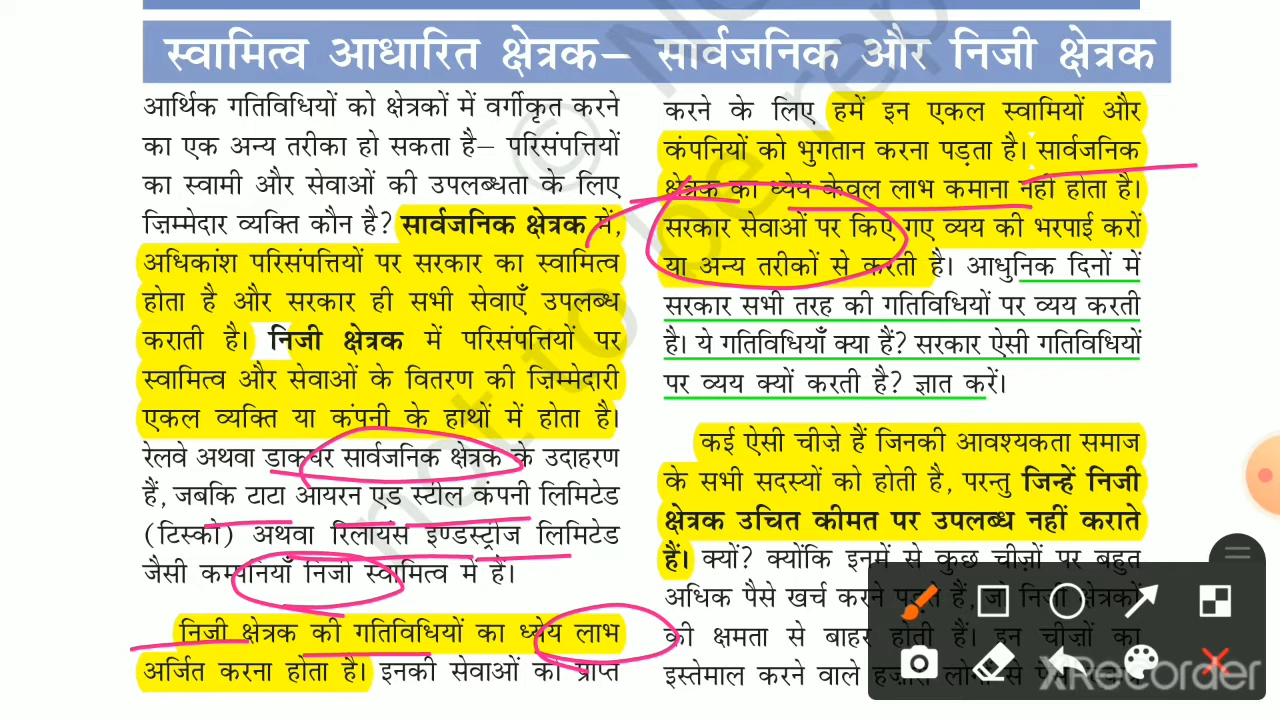 स्वामित्व आधारित क्षेत्रक– सार्वजनिक और निजी क्षेत्रक
आर्थिक गतिविधियों को क्षेत्रकों में वर्गीकृत करने
का एक अन्य तरीका हो सकता है– परिसंपत्तियों
का स्वामी और सेवाओं की उपलब्धता के लिए
ज़िम्मेदार व्यक्ति कौन है? सार्वजनिक क्षेत्रक में,
अधिकांश परिसंपत्तियों पर सरकार का स्वामित्व
होता है और सरकार ही सभी सेवाएँ उपलब्ध
कराती है। निजी क्षेत्रक में परिसंपत्तियों पर
स्वामित्व और सेवाओं के वितरण की ज़िम्मेदारी
एकल व्यक्ति या कंपनी के हाथों में होता है।
रेलवे अथवा डाकघर सार्वजनिक क्षेत्रक के उदाहरण
हैं, जबकि टाटा आयरन एंड स्टील कंपनी लिमिटेड
(टिस्को) अथवा रिलायंस इण्डस्ट्रीज लिमिटेड
जैसी कम्पनियाँ निजी स्वामित्व में हैं।
निजी क्षेत्रक की गतिविधियों का ध्येय लाभ
अर्जित करना होता है। इनकी सेवाओं को प्राप्त
करने के लिए हमें इन एकल स्वामियों और
कंपनियों को भुगतान करना पड़ता है। सार्वजनिक
क्षेत्रक का ध्येय केवल लाभ कमाना नहीं होता है।
सरकार सेवाओं पर किए गए व्यय की भरपाई करों
या अन्य तरीकों से करती है। आधुनिक दिनों में
सरकार सभी तरह की गतिविधियों पर व्यय करती
है। ये गतिविधियाँ क्या हैं? सरकार ऐसी गतिविधियों
पर व्यय क्यों करती है? ज्ञात करें।
कई ऐसी चीज़ें हैं जिनकी आवश्यकता समाज
के सभी सदस्यों को होती है, परन्तु जिन्हें निजी
क्षेत्रक उचित कीमत पर उपलब्ध नहीं कराते
हैं। क्यों? क्योंकि इनमें से कुछ चीज़ों पर बहुत
अधिक पैसे खर्च करने पड़ते हैं, जो निजी क्षेत्रकों
की क्षमता से बाहर होती हैं। इन चीज़ों का
इस्तेमाल करने वाले हज़ारों लोगों से
XRecorder